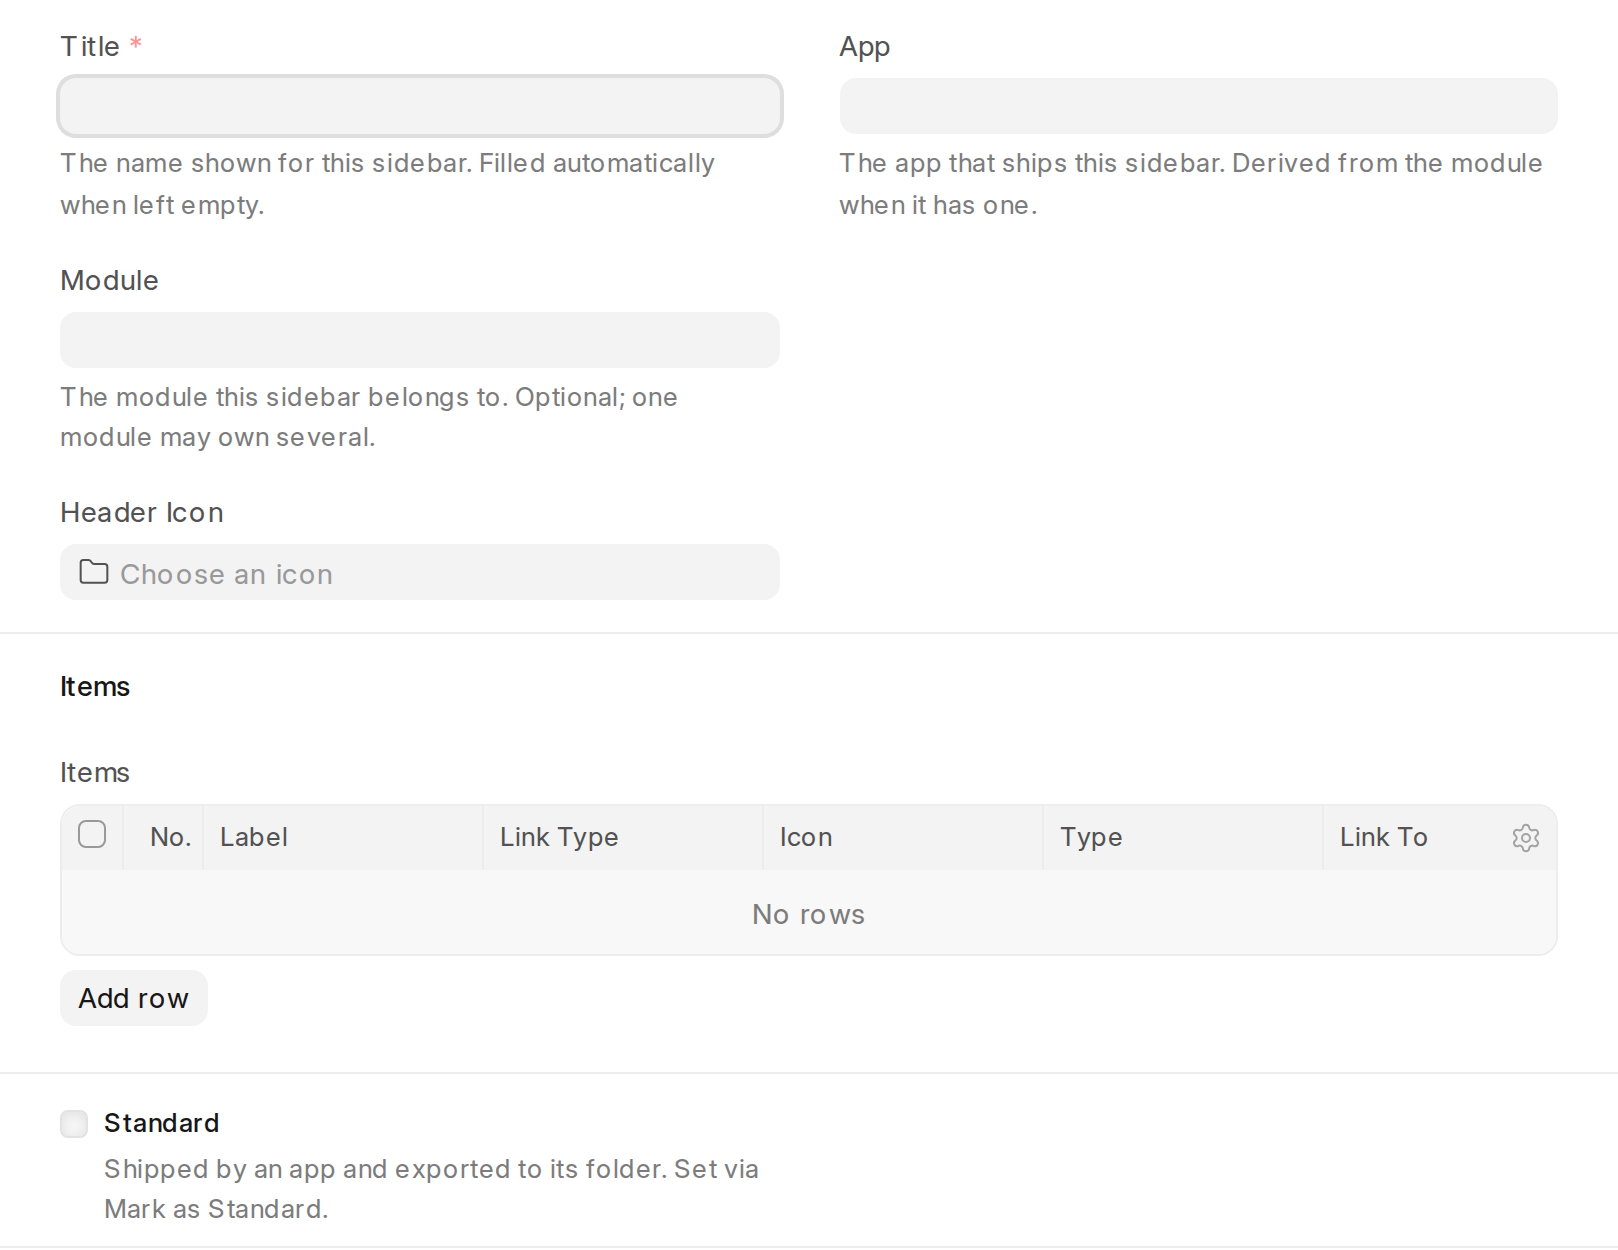 Title *
The name shown for this sidebar. Filled automatically
when left empty.
App
The app that ships this sidebar. Derived from the module
when it has one.
Module
The module this sidebar belongs to. Optional; one
module may own several.
Header Icon
Choose an icon
Items
Items
No. Label Link Type Icon Type Link To
No rows
Add row
Standard
Shipped by an app and exported to its folder. Set via
Mark as Standard.